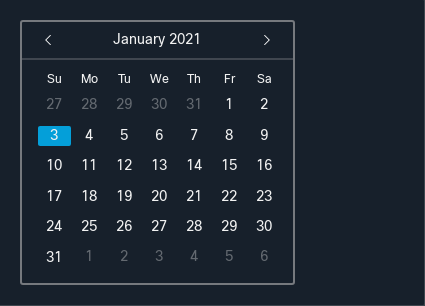 January 2021
Su Mo Tu We Th Fr Sa
27 28 29 30 31 1 2
3 4 5 6 7 8 9
10 11 12 13 14 15 16
17 18 19 20 21 22 23
24 25 26 27 28 29 30
31 1 2 3 4 5 6